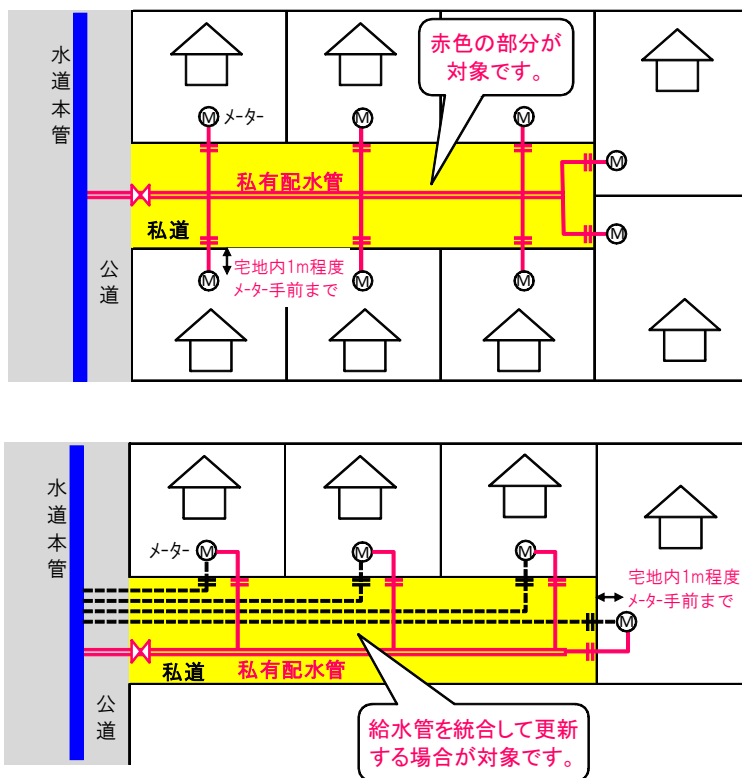 水道本管
赤色の部分が
対象です。
Ⓜ メーター
Ⓜ
Ⓜ
Ⓜ
私有配水管
私道
Ⓜ
公道
宅地内1m程度
メーター手前まで
Ⓜ
Ⓜ
Ⓜ
水道本管
メーター Ⓜ
Ⓜ
Ⓜ
宅地内1m程度
メーター手前まで
Ⓜ
私道
私有配水管
公道
給水管を統合して更新
する場合が対象です。